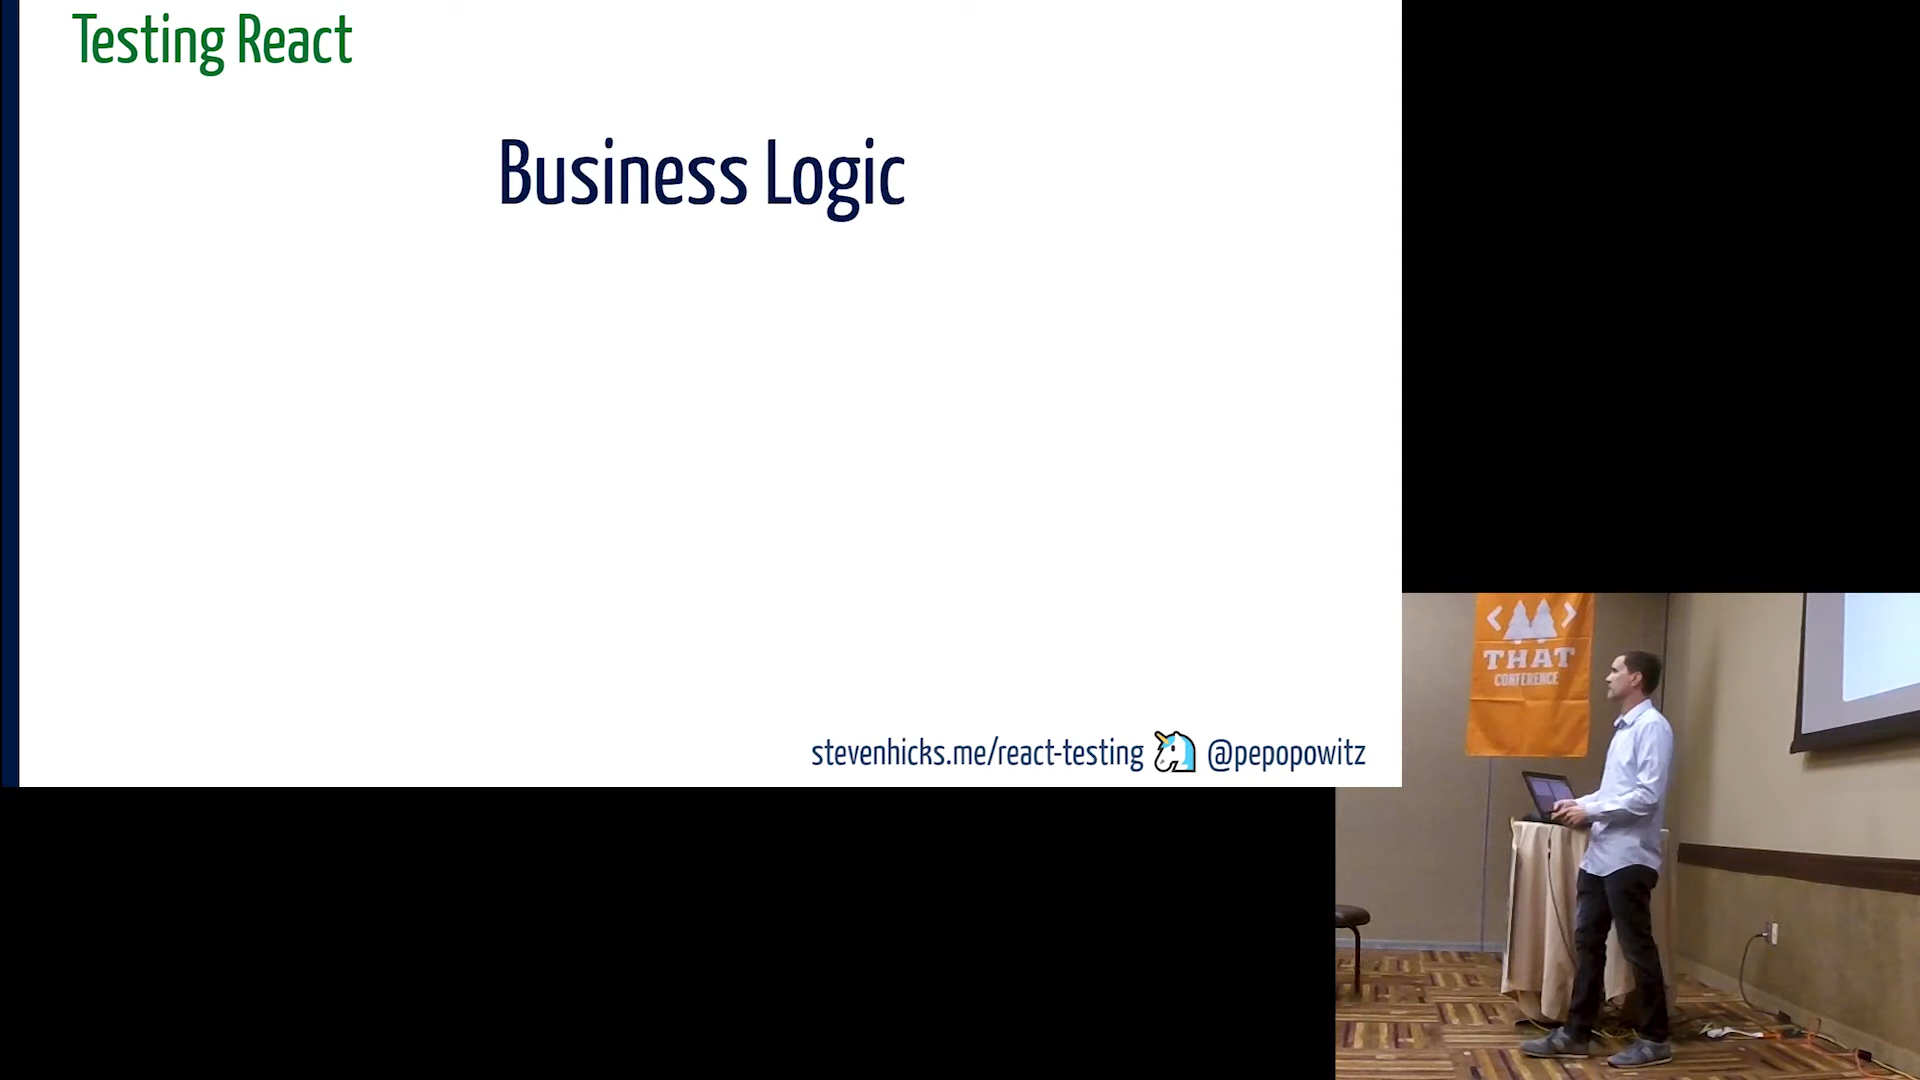 Testing React
Business Logic
stevenhicks.me/react-testing 🦄 @pepopowitz
< >
THAT
CONFERENCE